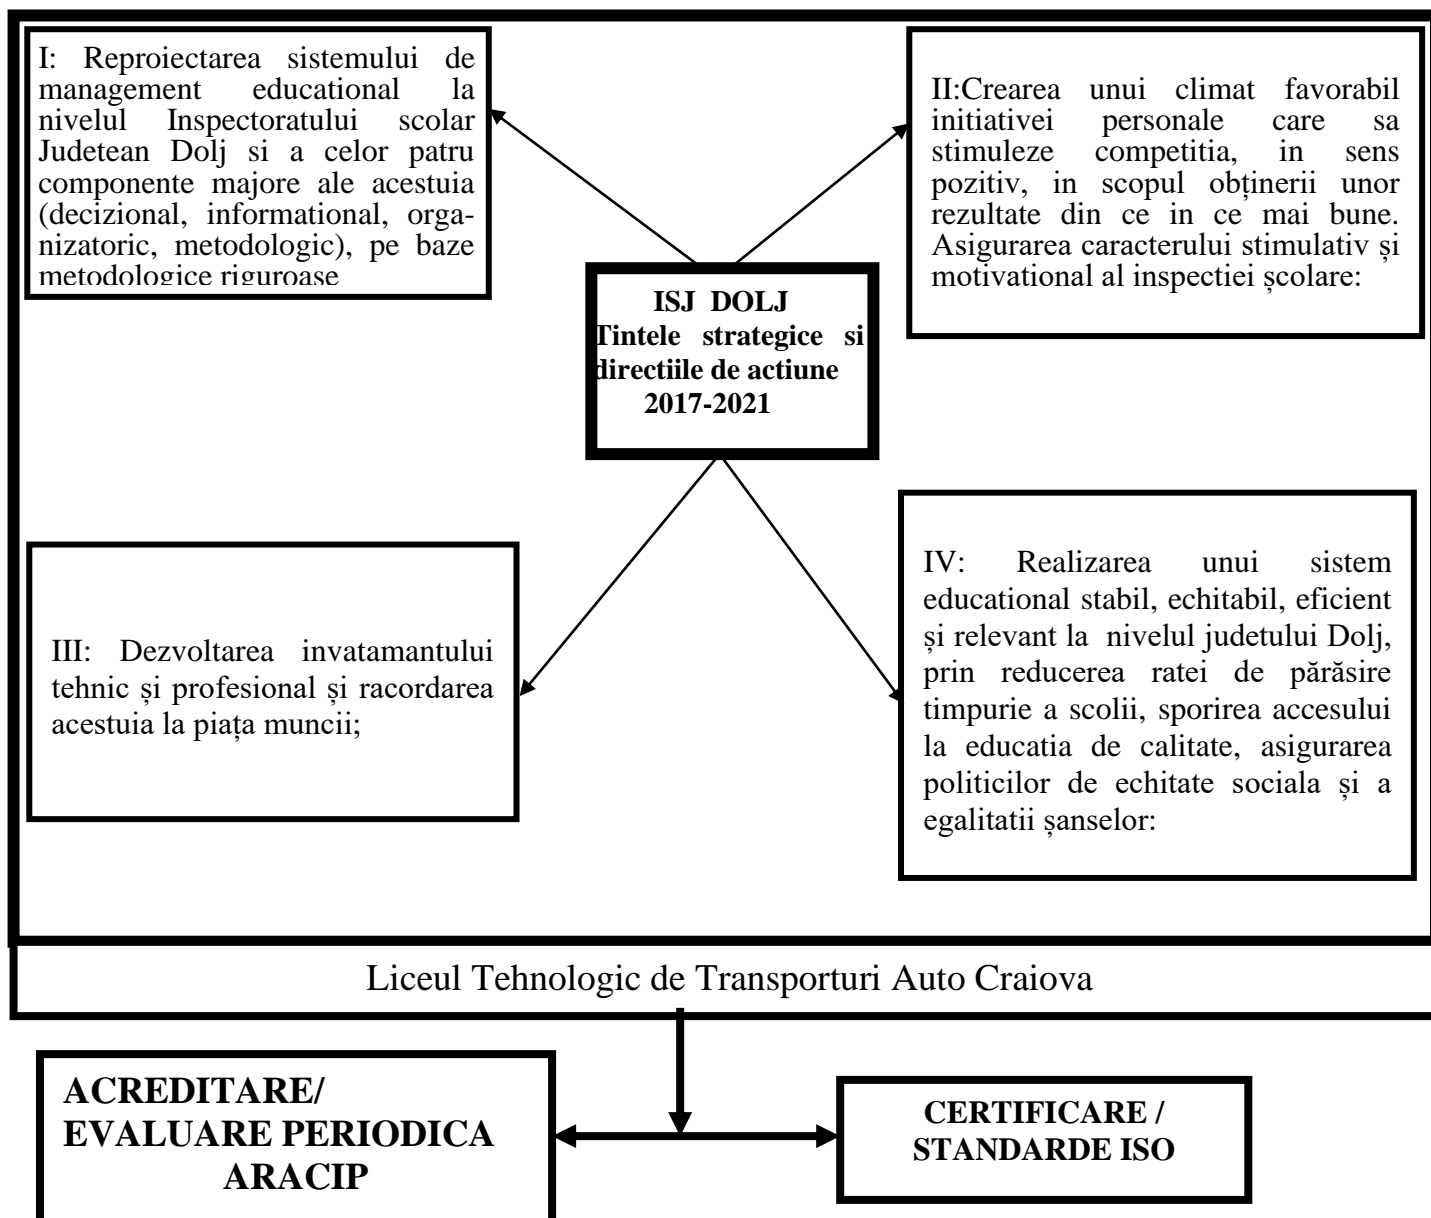 I: Reproiectarea sistemului de
management educational la
nivelul Inspectoratului scolar
Judetean Dolj si a celor patru
componente majore ale acestuia
(decizional, informational, orga-
nizatoric, metodologic), pe baze
metodologice riguroase
II:Crearea unui climat favorabil
initiativei personale care sa
stimuleze competitia, in sens
pozitiv, in scopul obținerii unor
rezultate din ce in ce mai bune.
Asigurarea caracterului stimulativ și
motivational al inspectiei școlare:
ISJ DOLJ
Tintele strategice si
directiile de actiune
2017-2021
III: Dezvoltarea invatamantului
tehnic și profesional și racordarea
acestuia la piața muncii;
IV: Realizarea unui sistem
educational stabil, echitabil, eficient
și relevant la nivelul judetului Dolj,
prin reducerea ratei de părăsire
timpurie a scolii, sporirea accesului
la educatia de calitate, asigurarea
politicilor de echitate sociala și a
egalitatii șanselor:
Liceul Tehnologic de Transporturi Auto Craiova
ACREDITARE/
EVALUARE PERIODICA
ARACIP
CERTIFICARE /
STANDARDE ISO